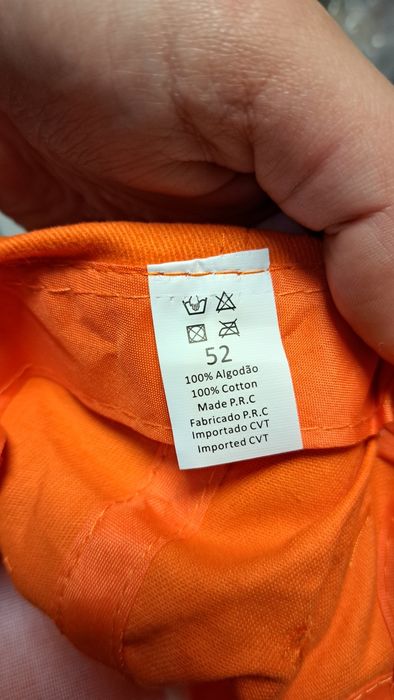 52
100% Algodão
100% Cotton
Made P.R.C
Fabricado P.R.C
Importado CVT
Imported CVT